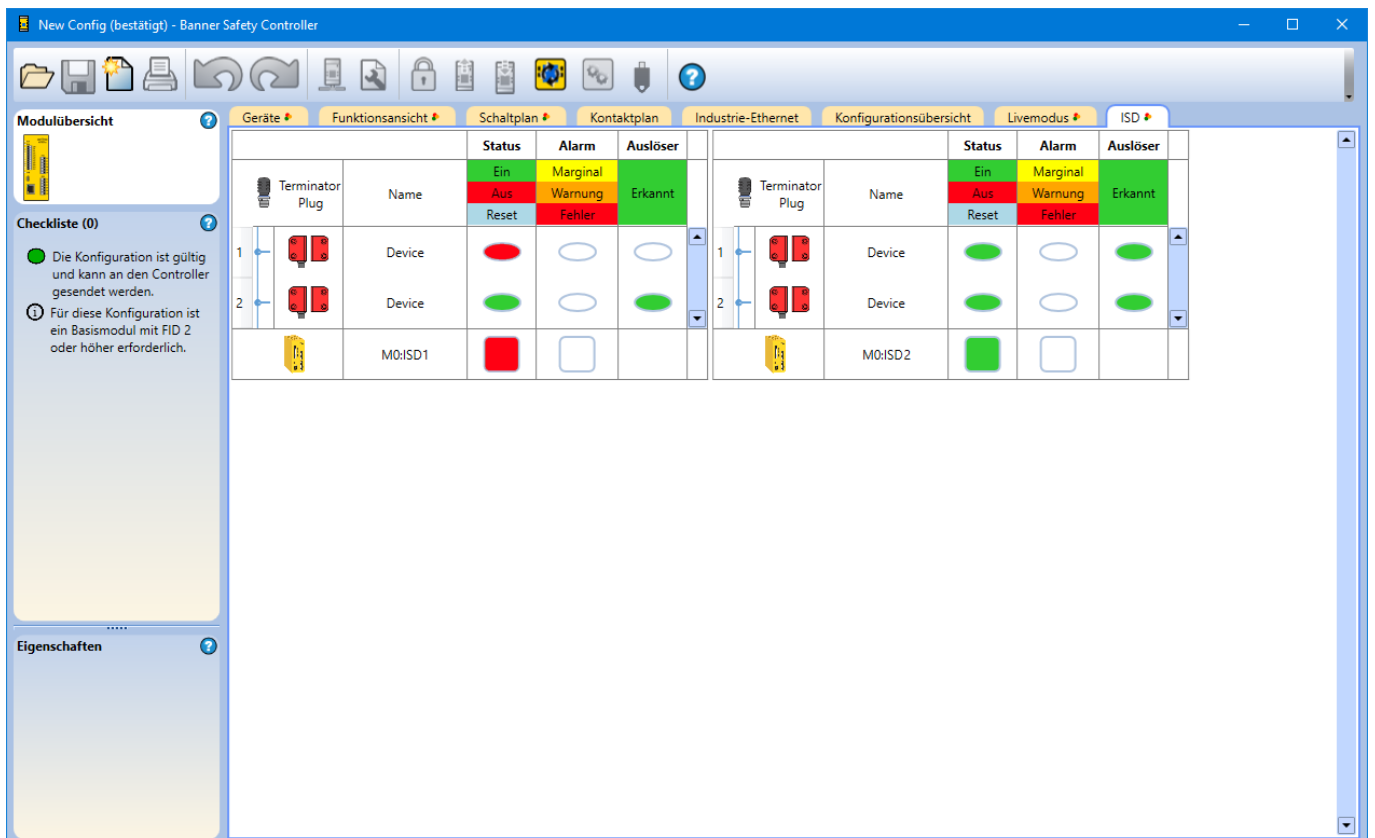 New Config (bestätigt) - Banner Safety Controller
Modulübersicht
Checkliste (0)
Die Konfiguration ist gültig
und kann an den Controller
gesendet werden.
Für diese Konfiguration ist
ein Basismodul mit FID 2
oder höher erforderlich.
Eigenschaften
Geräte Funktionsansicht Schaltplan Kontaktplan Industrie-Ethernet Konfigurationsübersicht Livemodus ISD
Status Alarm Auslöser
Terminator
Plug
Name
Ein Marginal
Aus Warnung Erkannt
Reset Fehler
1 Device
2 Device
M0:ISD1
Status Alarm Auslöser
Terminator
Plug
Name
Ein Marginal
Aus Warnung Erkannt
Reset Fehler
1 Device
2 Device
M0:ISD2